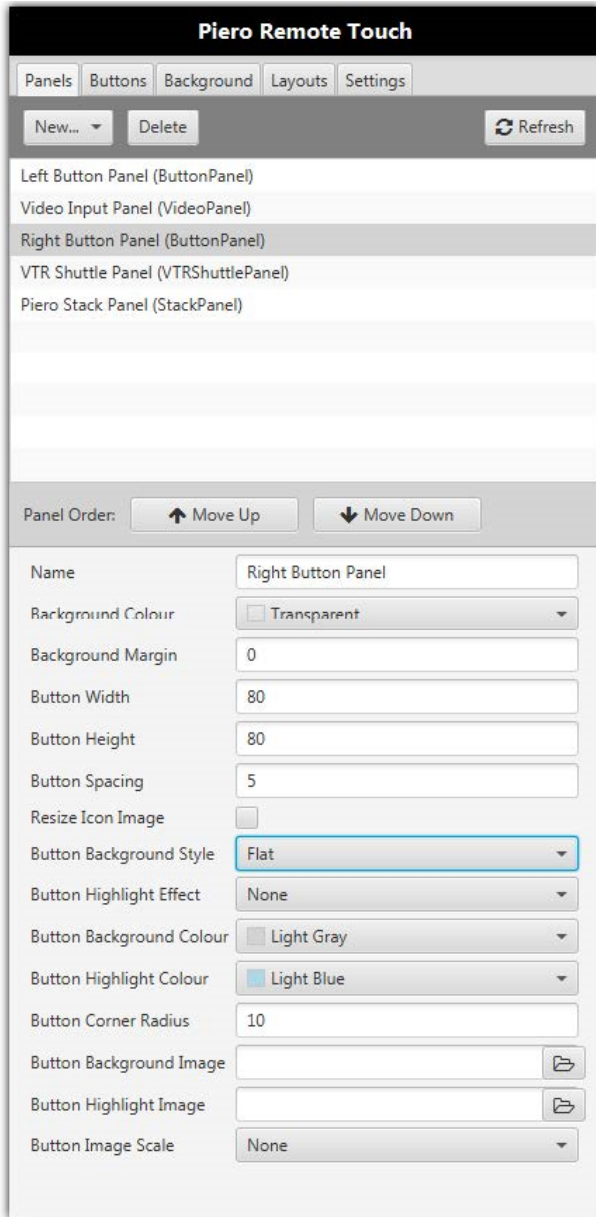 Piero Remote Touch
Panels Buttons Background Layouts Settings
New... Delete Refresh
Left Button Panel (ButtonPanel)
Video Input Panel (VideoPanel)
Right Button Panel (ButtonPanel)
VTR Shuttle Panel (VTRShuttlePanel)
Piero Stack Panel (StackPanel)
Panel Order: Move Up Move Down
Name Right Button Panel
Background Colour Transparent
Background Margin 0
Button Width 80
Button Height 80
Button Spacing 5
Resize Icon Image
Button Background Style Flat
Button Highlight Effect None
Button Background Colour Light Gray
Button Highlight Colour Light Blue
Button Corner Radius 10
Button Background Image
Button Highlight Image
Button Image Scale None